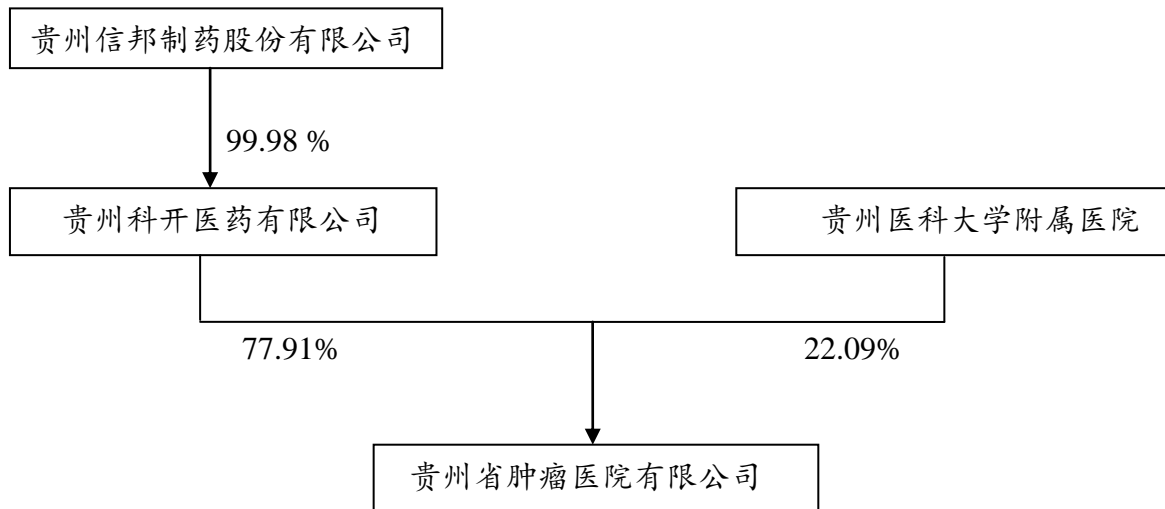 贵州信邦制药股份有限公司
99.98 %
贵州科开医药有限公司
贵州医科大学附属医院
77.91%
22.09%
贵州省肿瘤医院有限公司